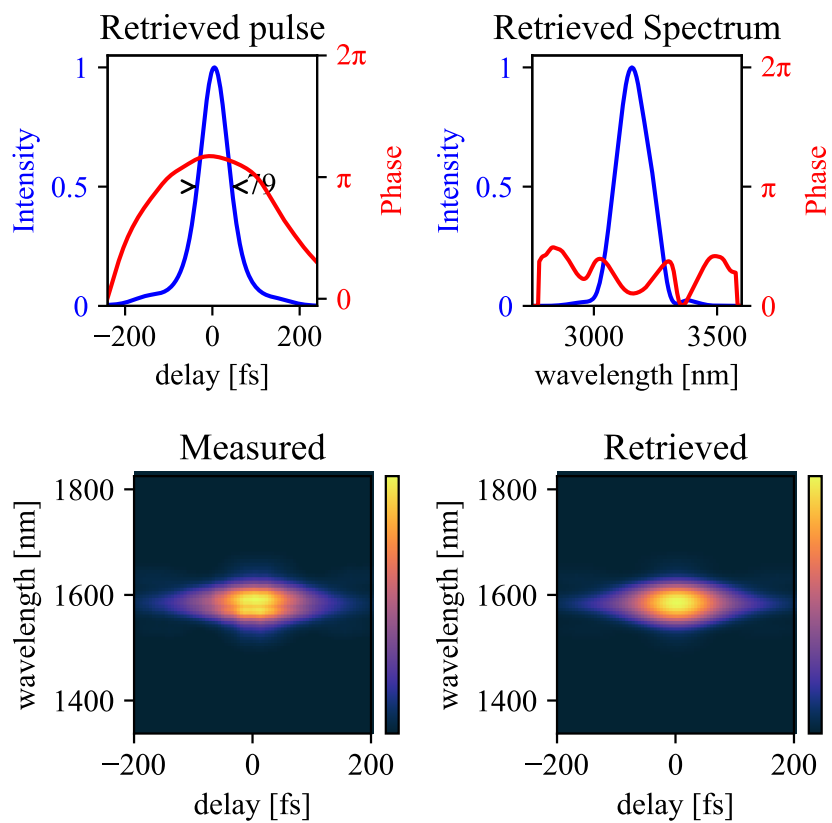 Retrieved pulse
Intensity
1
0.5
0
2π
π
0
Phase
> < 79
−200 0 200
delay [fs]
Retrieved Spectrum
Intensity
1
0.5
0
2π
π
0
Phase
3000 3500
wavelength [nm]
Measured
wavelength [nm]
1800
1600
1400
−200 0 200
delay [fs]
Retrieved
wavelength [nm]
1800
1600
1400
−200 0 200
delay [fs]